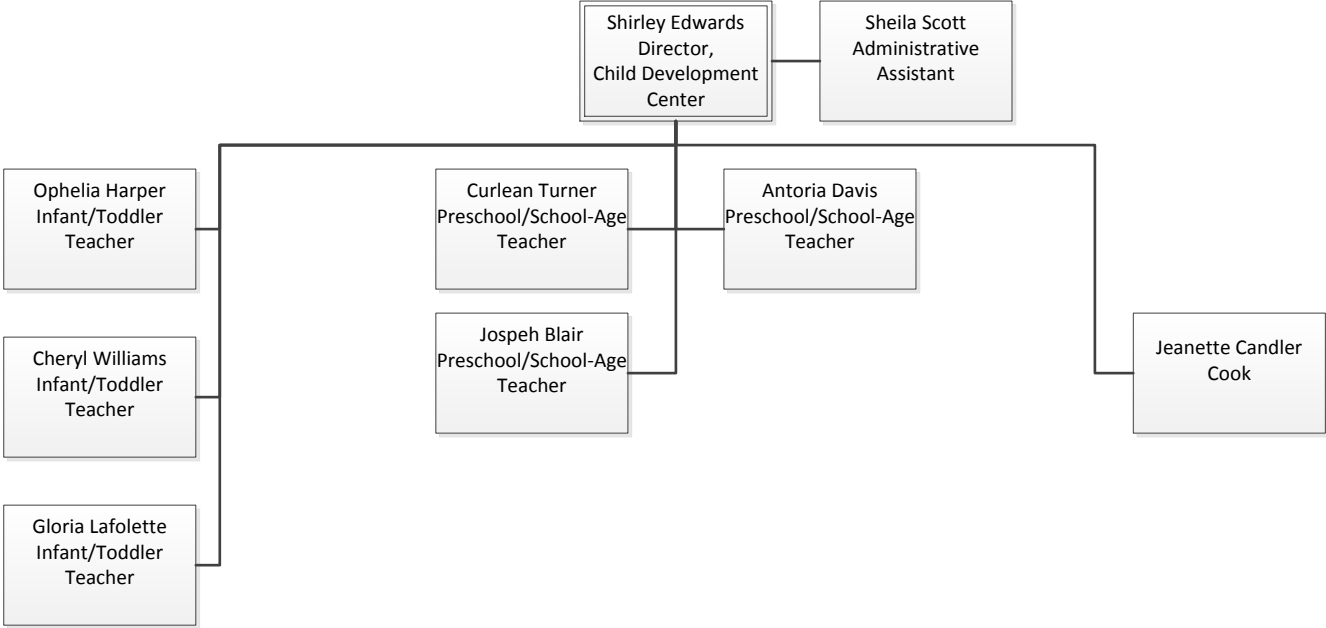 Shirley Edwards
Director,
Child Development
Center
Sheila Scott
Administrative
Assistant
Ophelia Harper
Infant/Toddler
Teacher
Curlean Turner
Preschool/School-Age
Teacher
Antoria Davis
Preschool/School-Age
Teacher
Cheryl Williams
Infant/Toddler
Teacher
Jospeh Blair
Preschool/School-Age
Teacher
Jeanette Candler
Cook
Gloria Lafolette
Infant/Toddler
Teacher